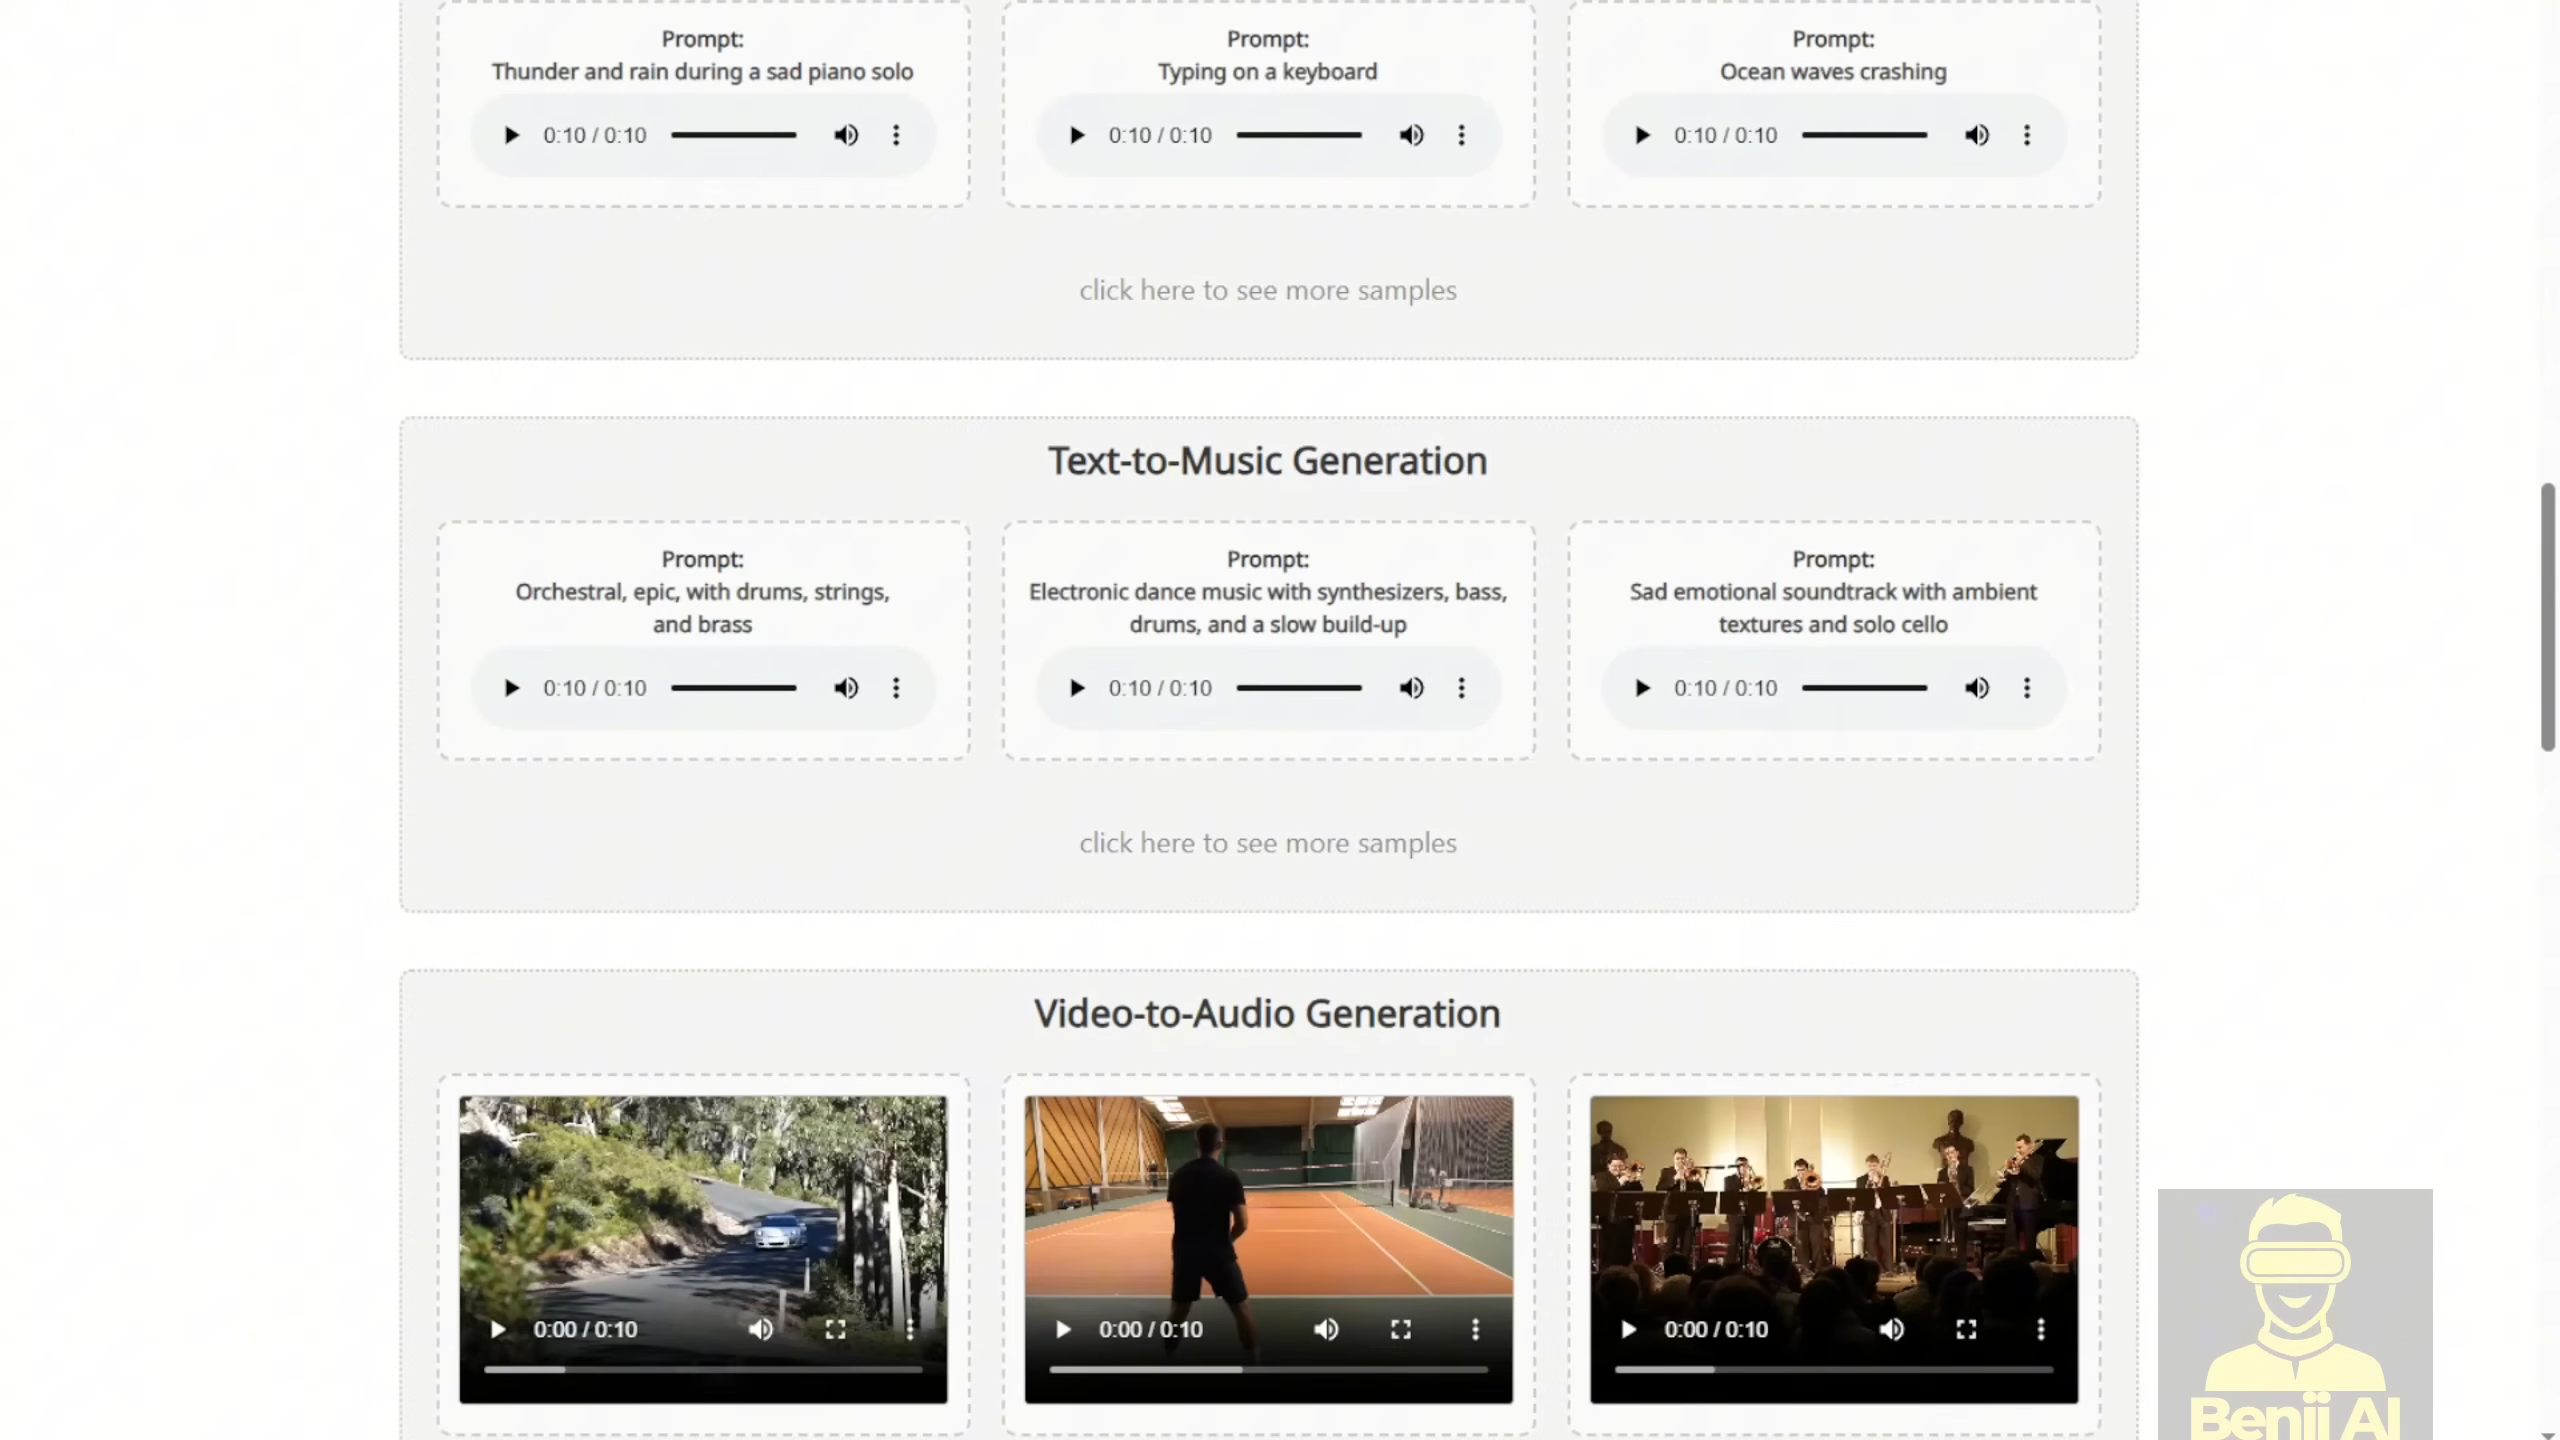 Prompt:
Thunder and rain during a sad piano solo
0:10 / 0:10
Prompt:
Typing on a keyboard
0:10 / 0:10
Prompt:
Ocean waves crashing
0:10 / 0:10
click here to see more samples
Text-to-Music Generation
Prompt:
Orchestral, epic, with drums, strings,
and brass
0:10 / 0:10
Prompt:
Electronic dance music with synthesizers, bass,
drums, and a slow build-up
0:10 / 0:10
Prompt:
Sad emotional soundtrack with ambient
textures and solo cello
0:10 / 0:10
click here to see more samples
Video-to-Audio Generation
0:00 / 0:10
0:00 / 0:10
0:00 / 0:10
Benji AI